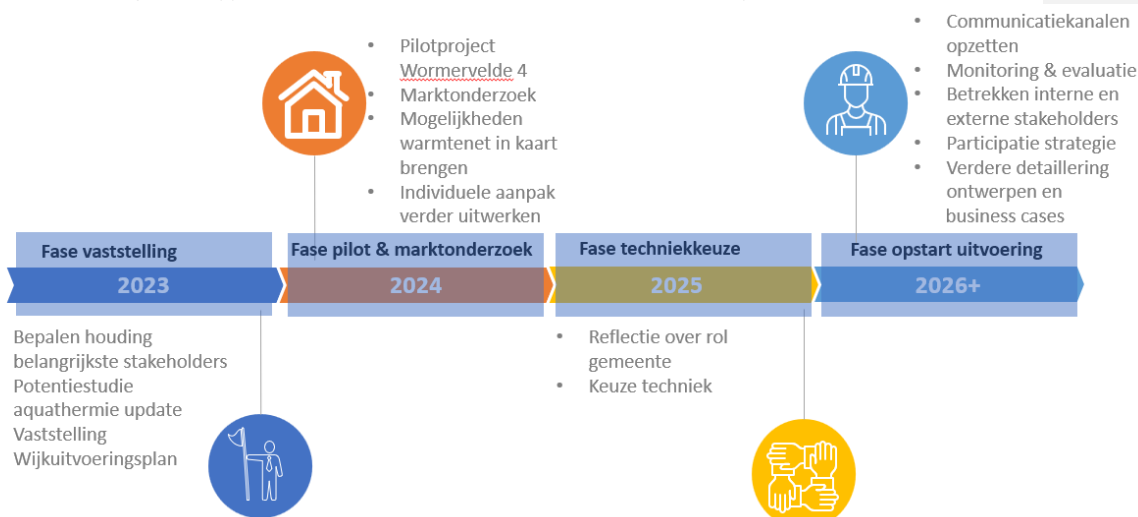 • Pilotproject
Wormervelde 4
• Marktonderzoek
• Mogelijkheden
warmtenet in kaart
brengen
• Individuele aanpak
verder uitwerken
• Communicatiekanalen
opzetten
• Monitoring & evaluatie
• Betrekken interne en
externe stakeholders
• Participatie strategie
• Verdere detaillering
ontwerpen en
business cases
Fase vaststelling
2023
Fase pilot & marktonderzoek
2024
Fase techniekkeuze
2025
Fase opstart uitvoering
2026+
Bepalen houding
belangrijkste stakeholders
Potentiestudie
aquathermie update
Vaststelling
Wijkuitvoeringsplan
• Reflectie over rol
gemeente
• Keuze techniek